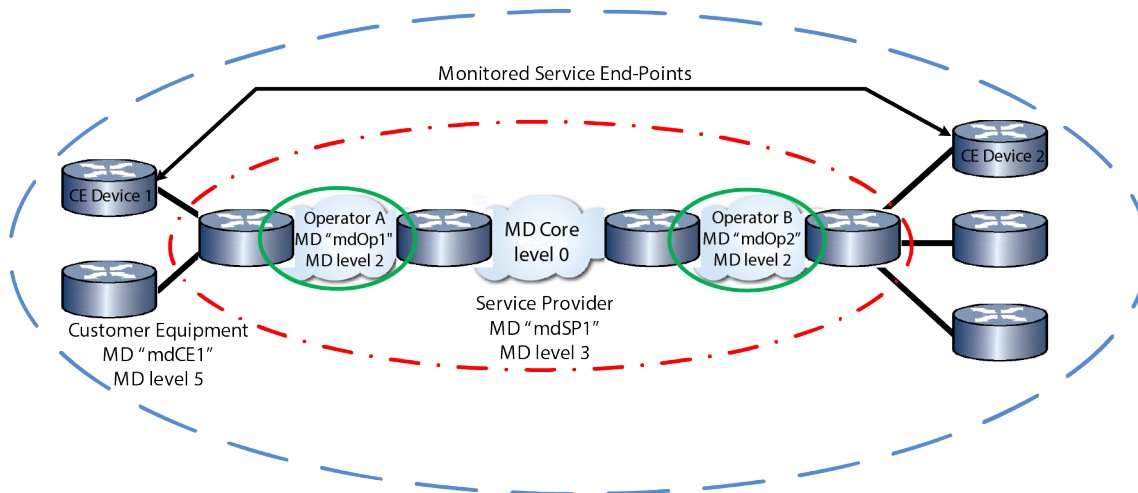 Monitored Service End-Points
CE Device 1
CE Device 2
Operator A
MD “mdOp1"
MD level 2
MD Core
level 0
Operator B
MD “mdOp2”
MD level 2
Service Provider
MD “mdSP1”
MD level 3
Customer Equipment
MD “mdCE1”
MD level 5